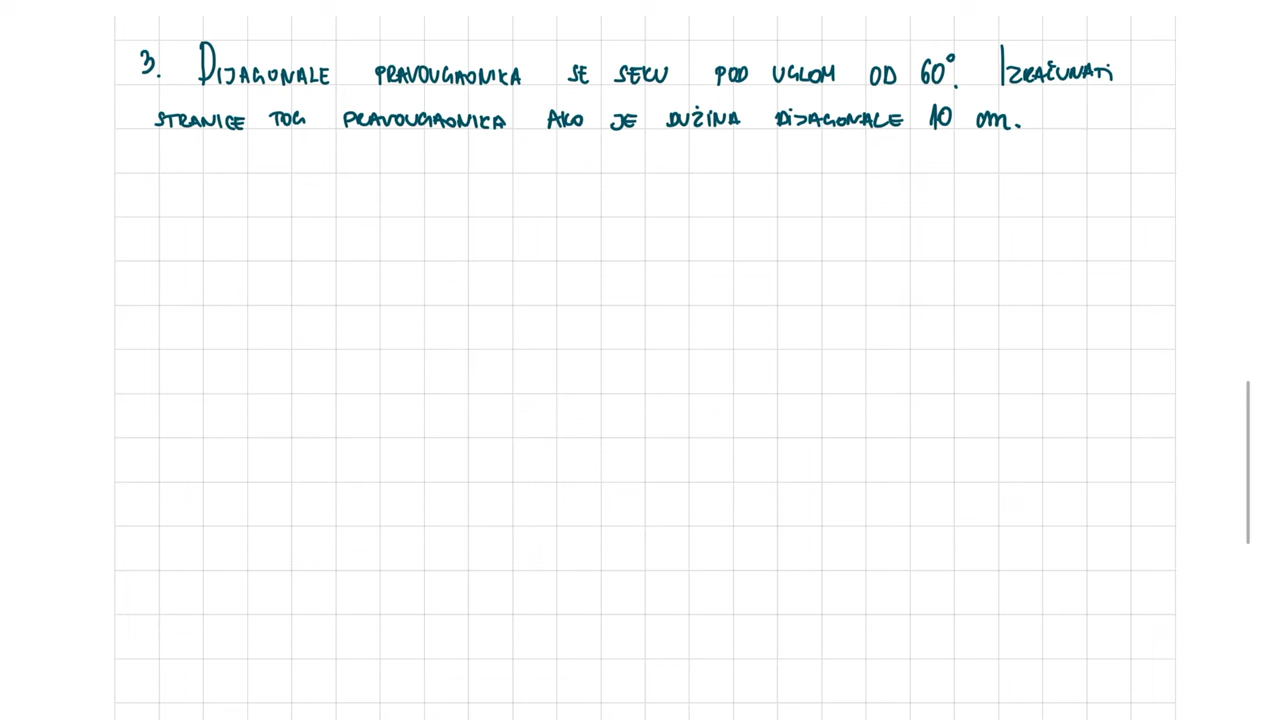 3. DIJAGONALE PRAVOUGAONIKA SE SEKU POD UGLOM OD 60°. IZRAČUNATI
STRANICE TOG PRAVOUGAONIKA AKO JE DUŽINA DIJAGONALE 10 cm.